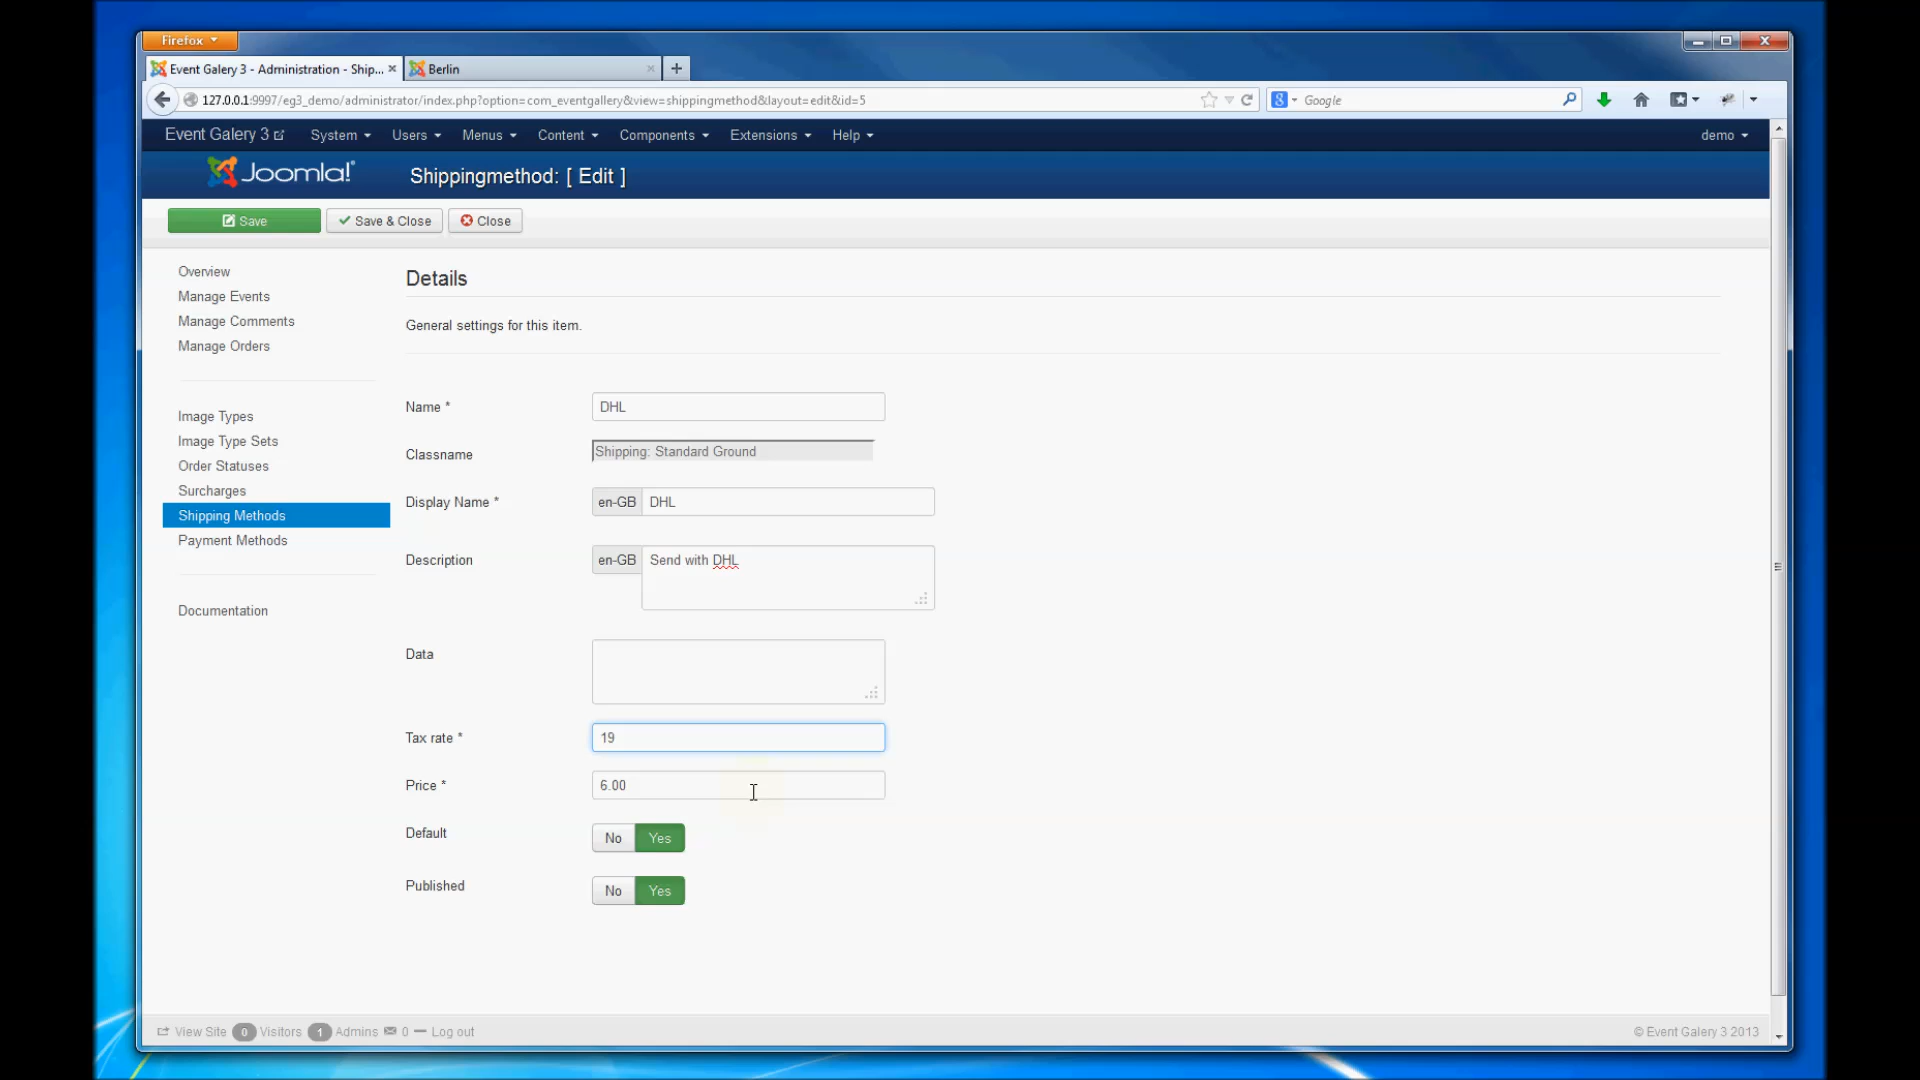 Firefox
Event Galery 3 - Administration - Ship...
Berlin
127.0.0.1:9997/eg3_demo/administrator/index.php?option=com_eventgallery&view=shippingmethod&layout=edit&id=5
Google
Event Galery 3 System Users Menus Content Components Extensions Help demo
Joomla!®
Shippingmethod: [ Edit ]
Save Save & Close Close
Overview
Manage Events
Manage Comments
Manage Orders
Image Types
Image Type Sets
Order Statuses
Surcharges
Shipping Methods
Payment Methods
Documentation
Details
General settings for this item.
Name * DHL
Classname Shipping: Standard Ground
Display Name * en-GB DHL
Description en-GB Send with DHL
Data
Tax rate * 19
Price * 6.00
Default No Yes
Published No Yes
View Site 0 Visitors 1 Admins 0 Log out
© Event Galery 3 2013